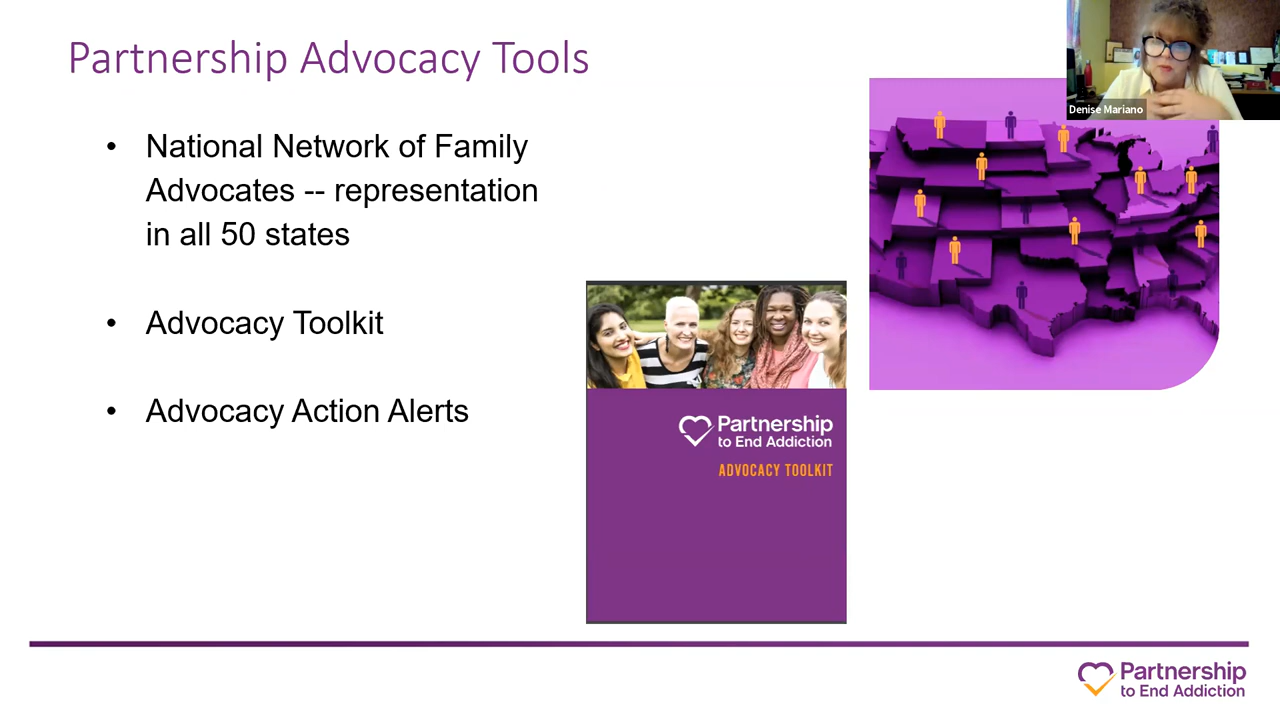 Partnership Advocacy Tools
Denise Mariano
• National Network of Family
Advocates -- representation
in all 50 states
• Advocacy Toolkit
• Advocacy Action Alerts
Partnership
to End Addiction
ADVOCACY TOOLKIT
Partnership
to End Addiction